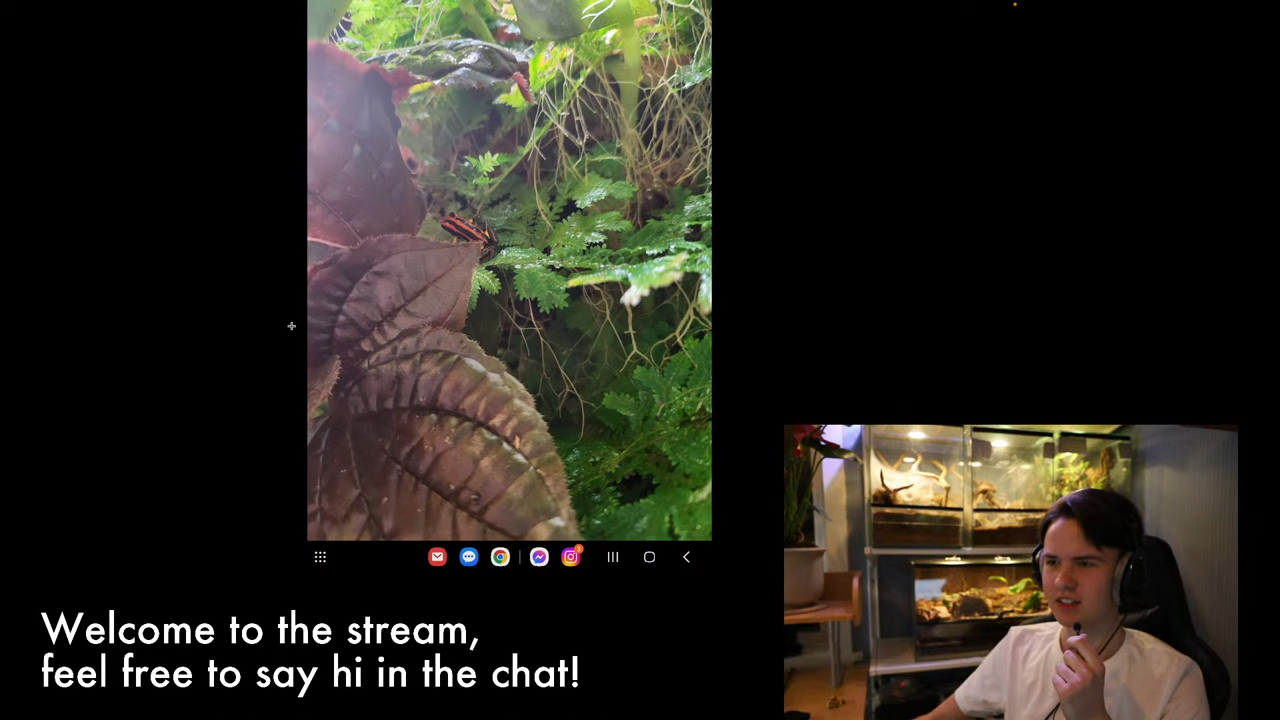 Welcome to the stream,
feel free to say hi in the chat!